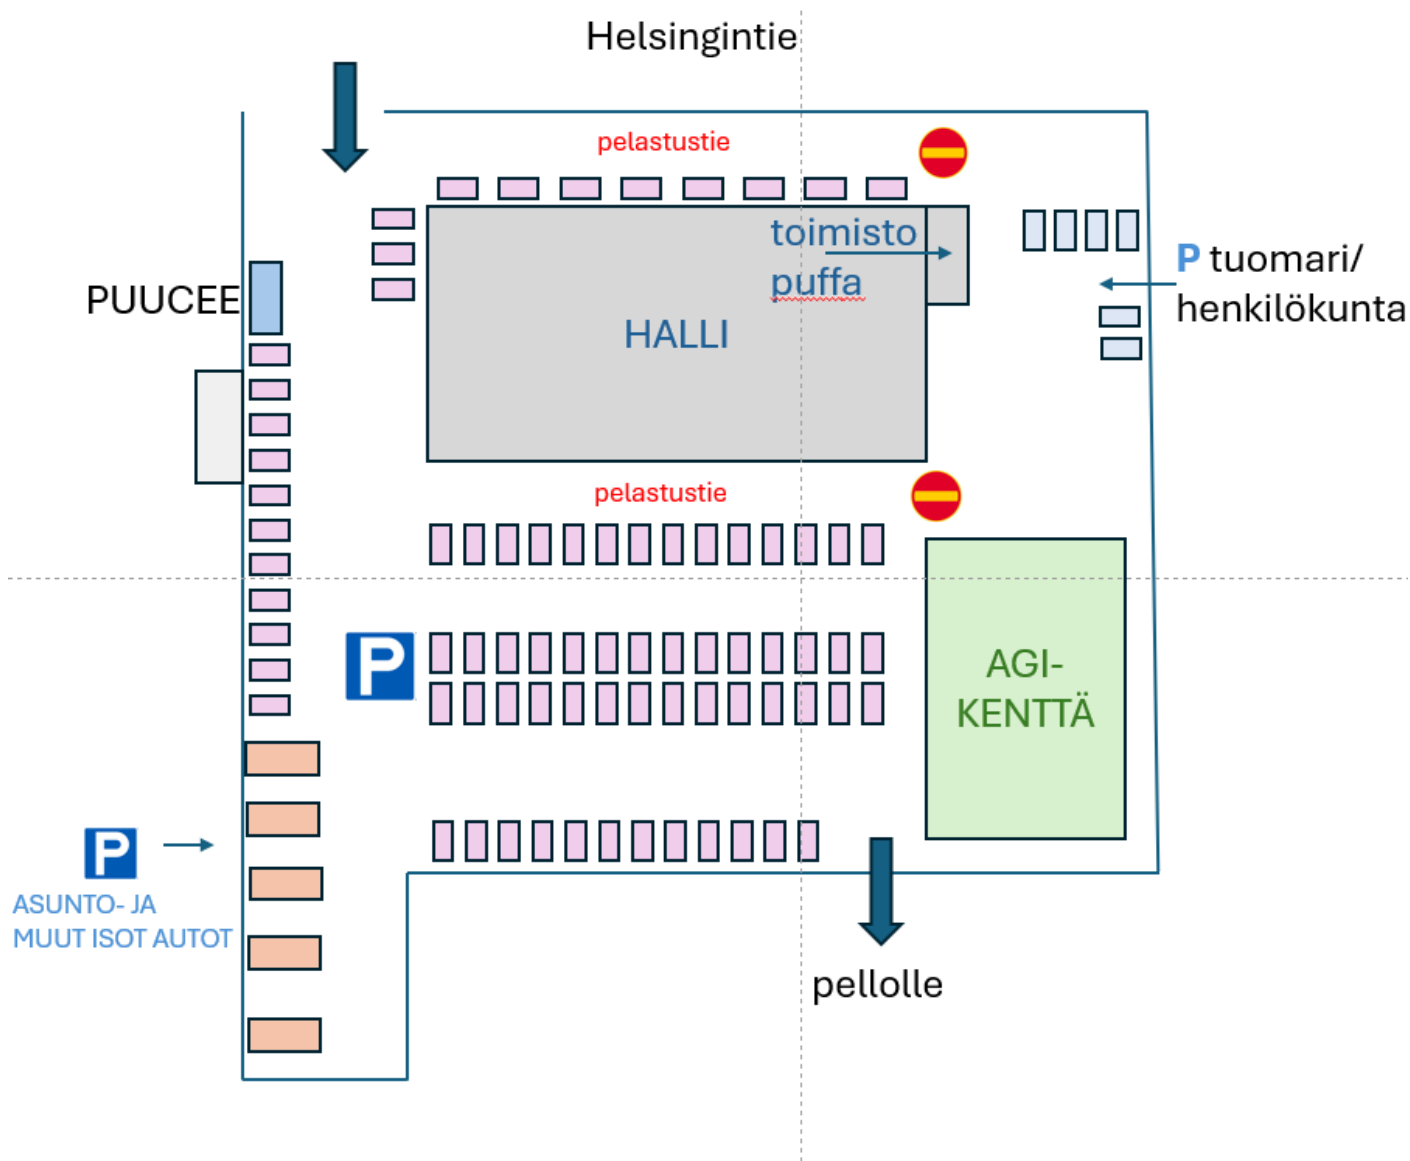 Helsingintie
pelastustie
toimisto
puffa
P tuomari/
henkilökunta
PUUCEE
HALLI
pelastustie
P
AGI-
KENTTÄ
P
ASUNTO- JA
MUUT ISOT AUTOT
pellolle